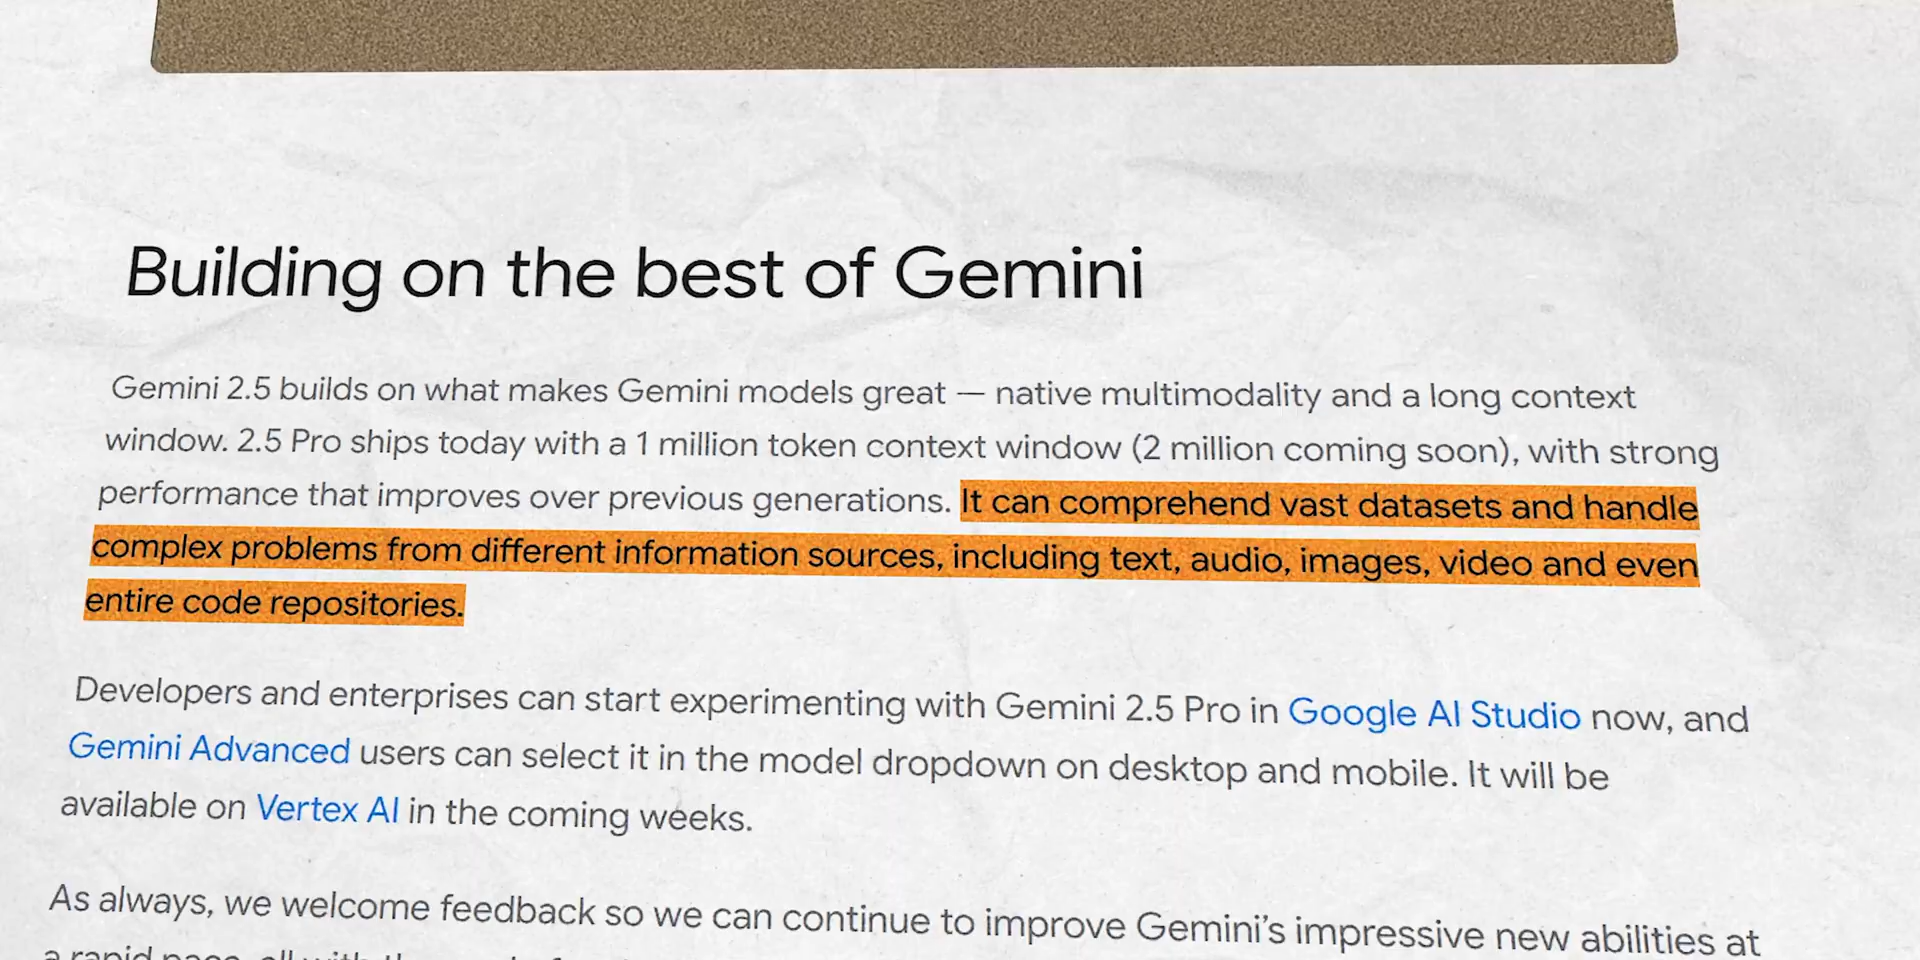 Building on the best of Gemini
Gemini 2.5 builds on what makes Gemini models great — native multimodality and a long context
window. 2.5 Pro ships today with a 1 million token context window (2 million coming soon), with strong
performance that improves over previous generations. It can comprehend vast datasets and handle
complex problems from different information sources, including text, audio, images, video and even
entire code repositories.
Developers and enterprises can start experimenting with Gemini 2.5 Pro in Google AI Studio now, and
Gemini Advanced users can select it in the model dropdown on desktop and mobile. It will be
available on Vertex AI in the coming weeks.
As always, we welcome feedback so we can continue to improve Gemini's impressive new abilities at
a rapid pace, all with